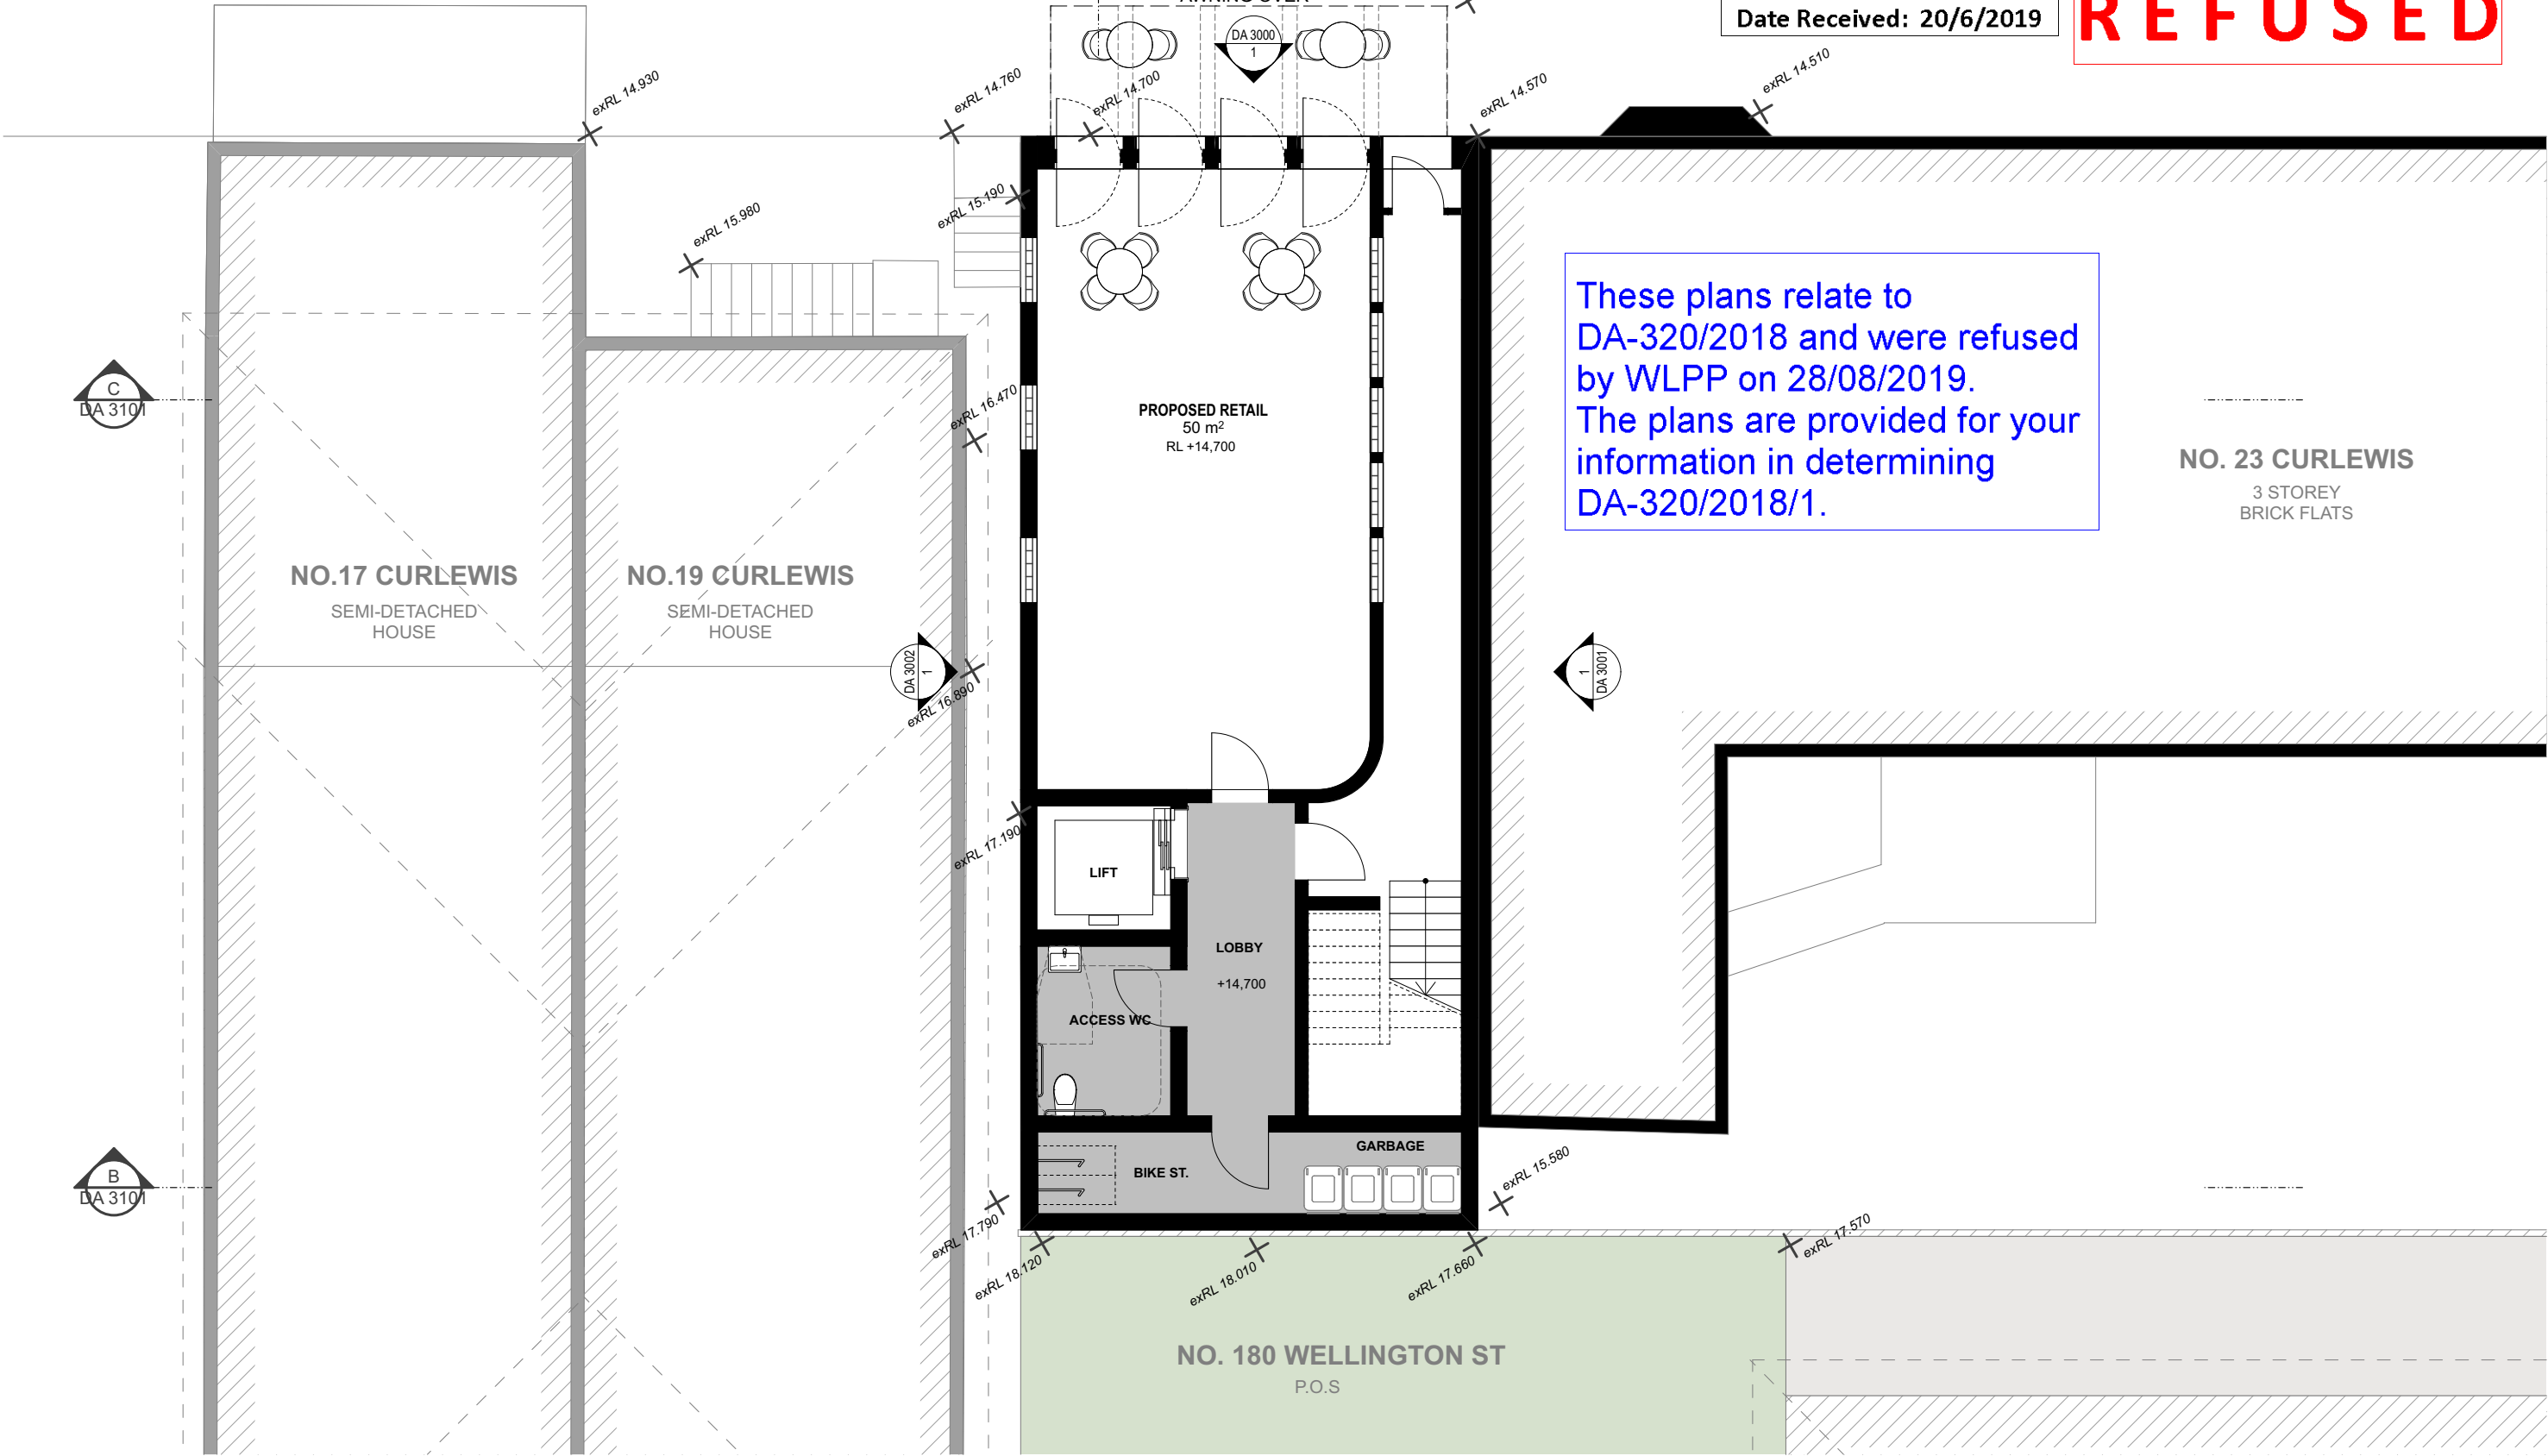 AWNING OVER
Date Received: 20/6/2019
REFUSED
DA 3000
1
exRL 14.930
exRL 14.760
exRL 14.700
exRL 14.570
exRL 14.510
exRL 15.190
exRL 15.980
These plans relate to
DA-320/2018 and were refused
by WLPP on 28/08/2019.
The plans are provided for your
information in determining
DA-320/2018/1.
C
DA 3101
exRL 16.470
PROPOSED RETAIL
50 m²
RL +14,700
NO. 23 CURLEWIS
3 STOREY
BRICK FLATS
NO.17 CURLEWIS
SEMI-DETACHED
HOUSE
NO.19 CURLEWIS
SEMI-DETACHED
HOUSE
DA 3002
1
exRL 16.890
1
DA 3001
exRL 17.190
LIFT
LOBBY
+14,700
ACCESS WC
GARBAGE
BIKE ST.
B
DA 3101
exRL 15.580
exRL 17.790
exRL 18.120
exRL 18.010
exRL 17.660
exRL 17.570
NO. 180 WELLINGTON ST
P.O.S